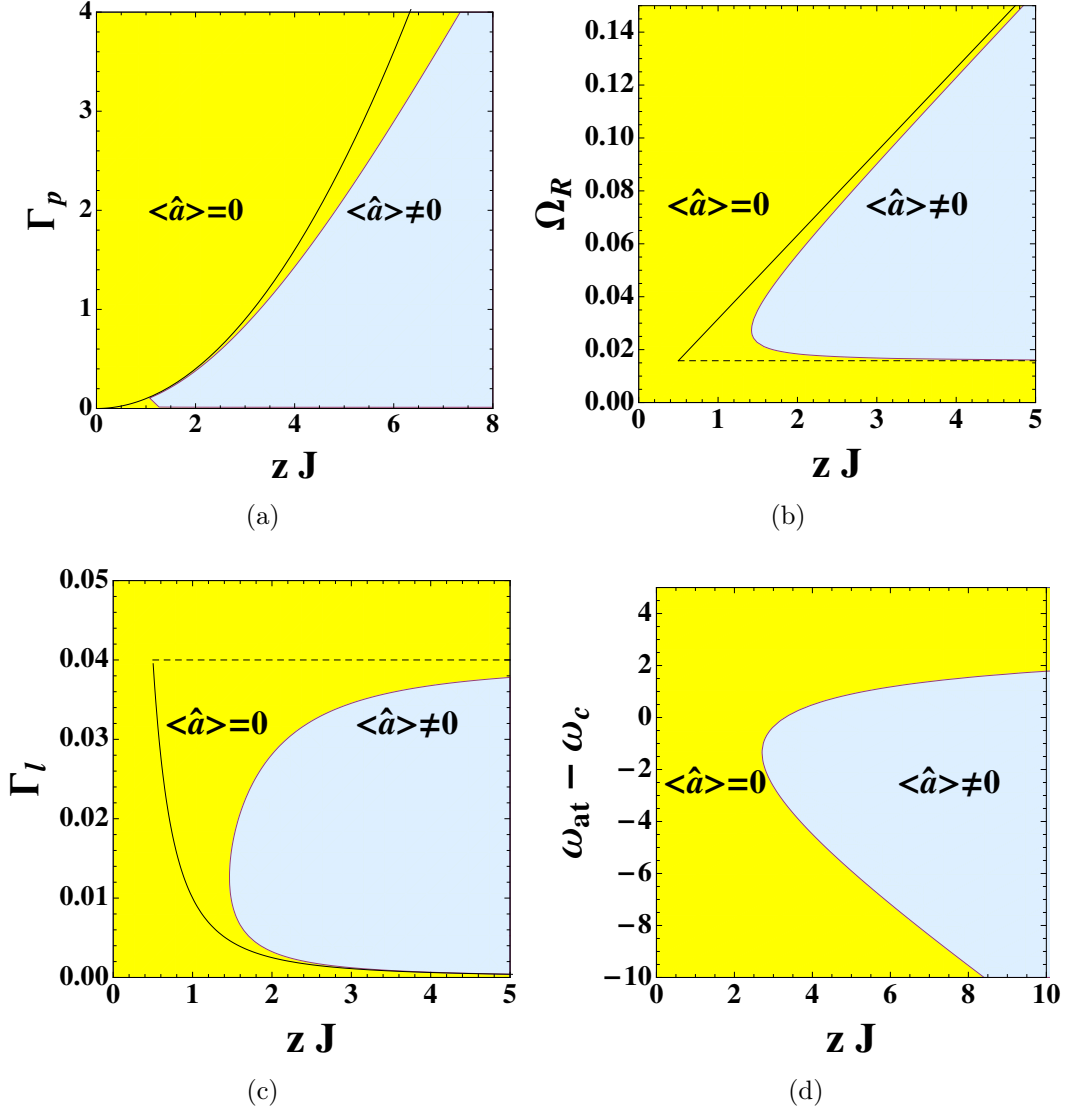 4
3
2
1
0
Γp
<â>=0
<â>≠0
0 2 4 6 8
z J
(a)
0.14
0.12
0.10
0.08
0.06
0.04
0.02
0.00
ΩR
<â>=0
<â>≠0
0 1 2 3 4 5
z J
(b)
0.05
0.04
0.03
0.02
0.01
0.00
Γl
<â>=0
<â>≠0
0 1 2 3 4 5
z J
(c)
4
2
0
−2
−4
−6
−8
−10
ωat − ωc
<â>=0
<â>≠0
0 2 4 6 8 10
z J
(d)